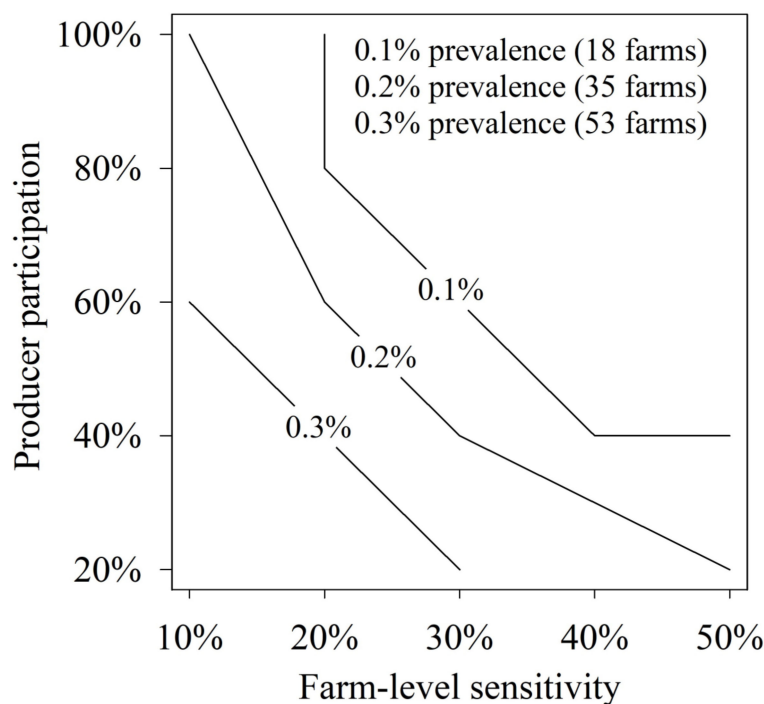 100%
80%
60%
40%
20%
Producer participation
0.1% prevalence (18 farms)
0.2% prevalence (35 farms)
0.3% prevalence (53 farms)
0.1%
0.2%
0.3%
10% 20% 30% 40% 50%
Farm-level sensitivity